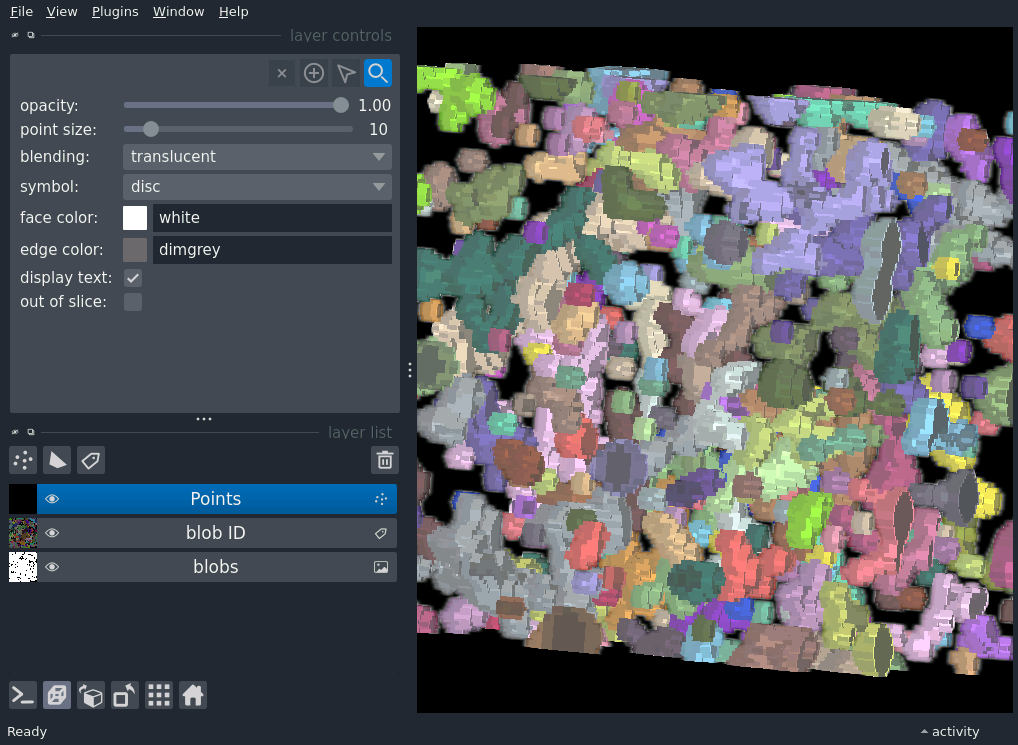 File View Plugins Window Help
layer controls
opacity: 1.00
point size: 10
blending: translucent
symbol: disc
face color: white
edge color: dimgrey
display text:
out of slice:
layer list
Points
blob ID
blobs
Ready activity